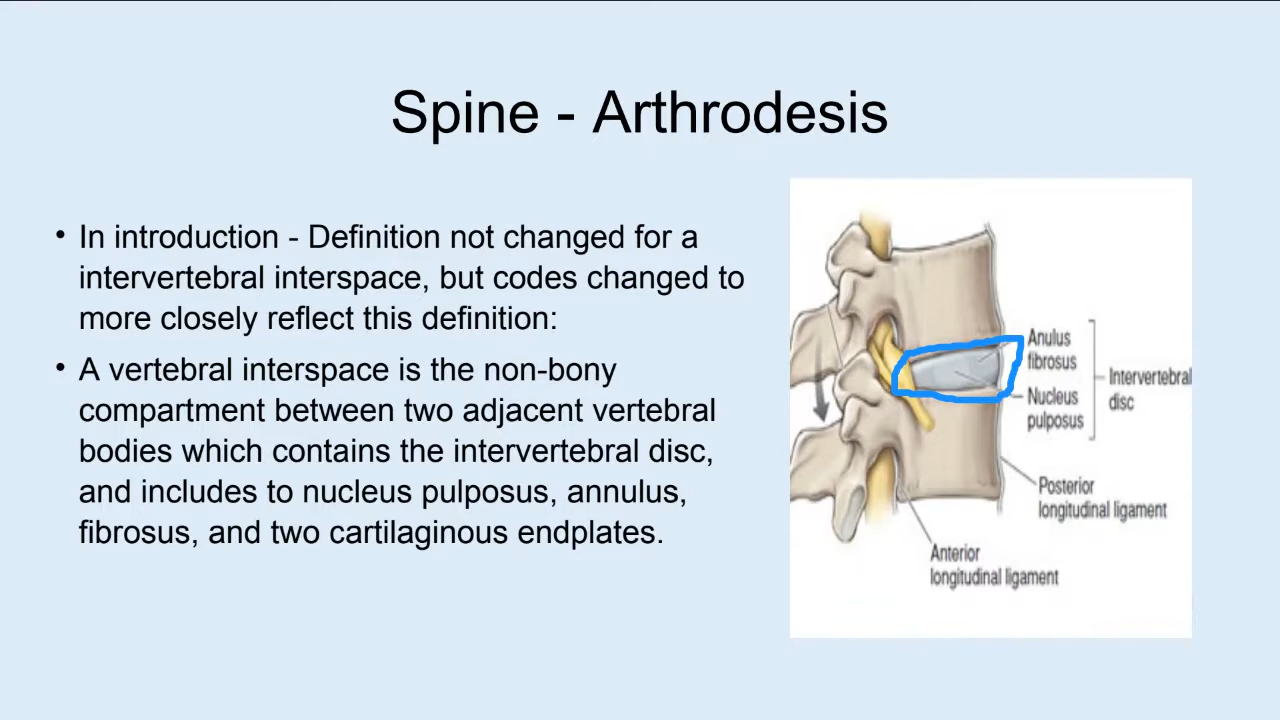 Spine - Arthrodesis
• In introduction - Definition not changed for a
intervertebral interspace, but codes changed to
more closely reflect this definition:
• A vertebral interspace is the non-bony
compartment between two adjacent vertebral
bodies which contains the intervertebral disc,
and includes to nucleus pulposus, annulus,
fibrosus, and two cartilaginous endplates.
Anulus
fibrosus
Nucleus
pulposus
Intervertebral
disc
Posterior
longitudinal ligament
Anterior
longitudinal ligament